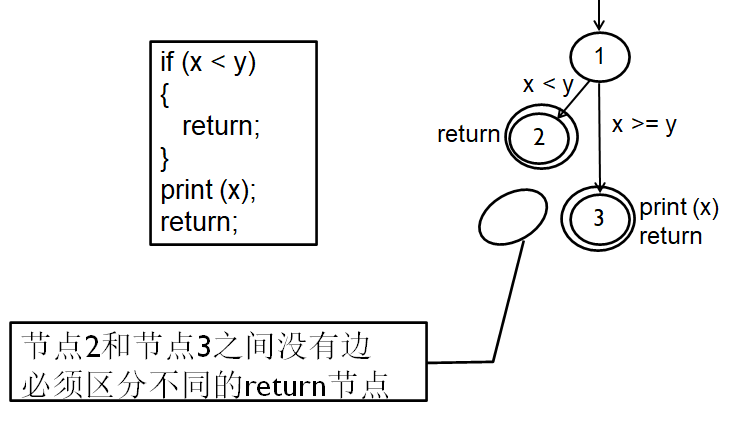 if (x < y)
{
return;
}
print (x);
return;
1
x < y
x >= y
return
2
3
print (x)
return
节点2和节点3之间没有边
必须区分不同的return节点